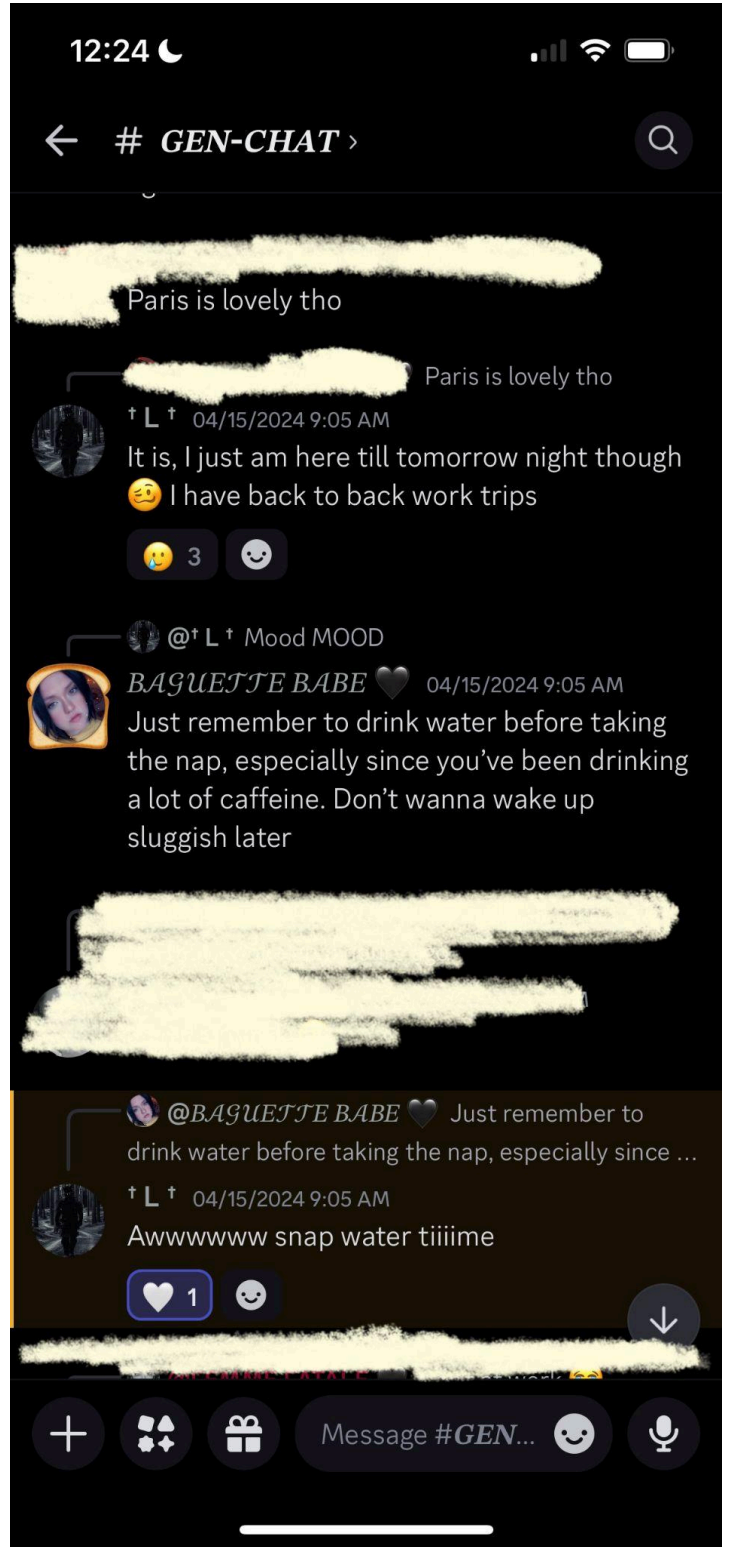 12:24
# GEN-CHAT ›
Paris is lovely tho
Paris is lovely tho
† L † 04/15/2024 9:05 AM
It is, I just am here till tomorrow night though
🥴 I have back to back work trips
🥲 3
@† L † Mood MOOD
BAGUETTE BABE 🖤 04/15/2024 9:05 AM
Just remember to drink water before taking
the nap, especially since you’ve been drinking
a lot of caffeine. Don’t wanna wake up
sluggish later
@BAGUETTE BABE 🖤 Just remember to
drink water before taking the nap, especially since ...
† L † 04/15/2024 9:05 AM
Awwwwww snap water tiiiime
🤍 1
Message #GEN...